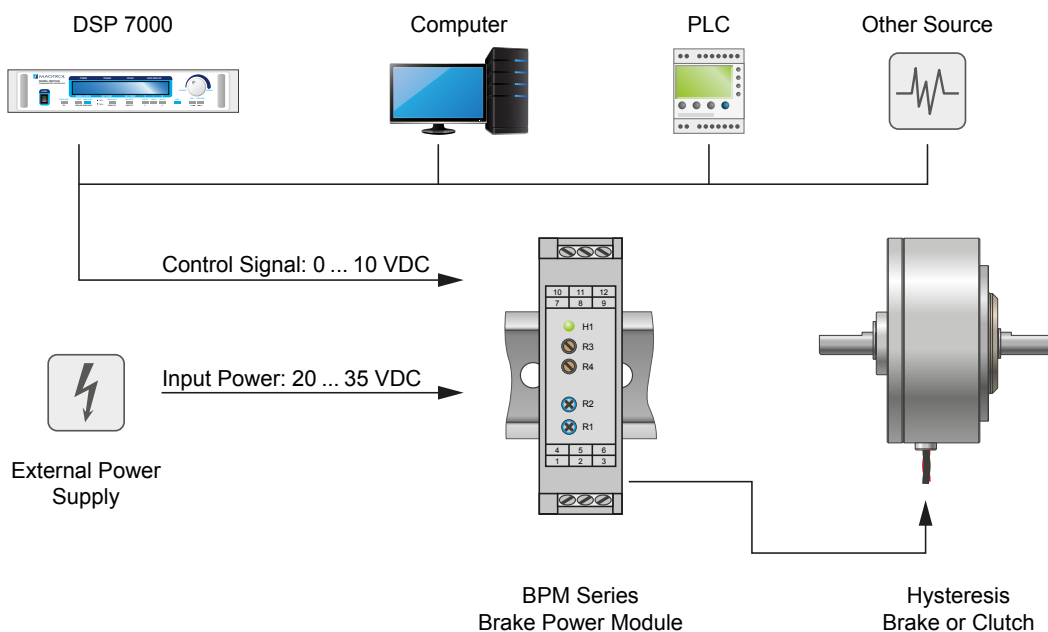 DSP 7000
Computer
PLC
Other Source
MAGTROL
Control Signal: 0 ... 10 VDC
Input Power: 20 ... 35 VDC
External Power
Supply
10 11 12
7 8 9
H1
R3
R4
R2
R1
4 5 6
1 2 3
BPM Series
Brake Power Module
Hysteresis
Brake or Clutch